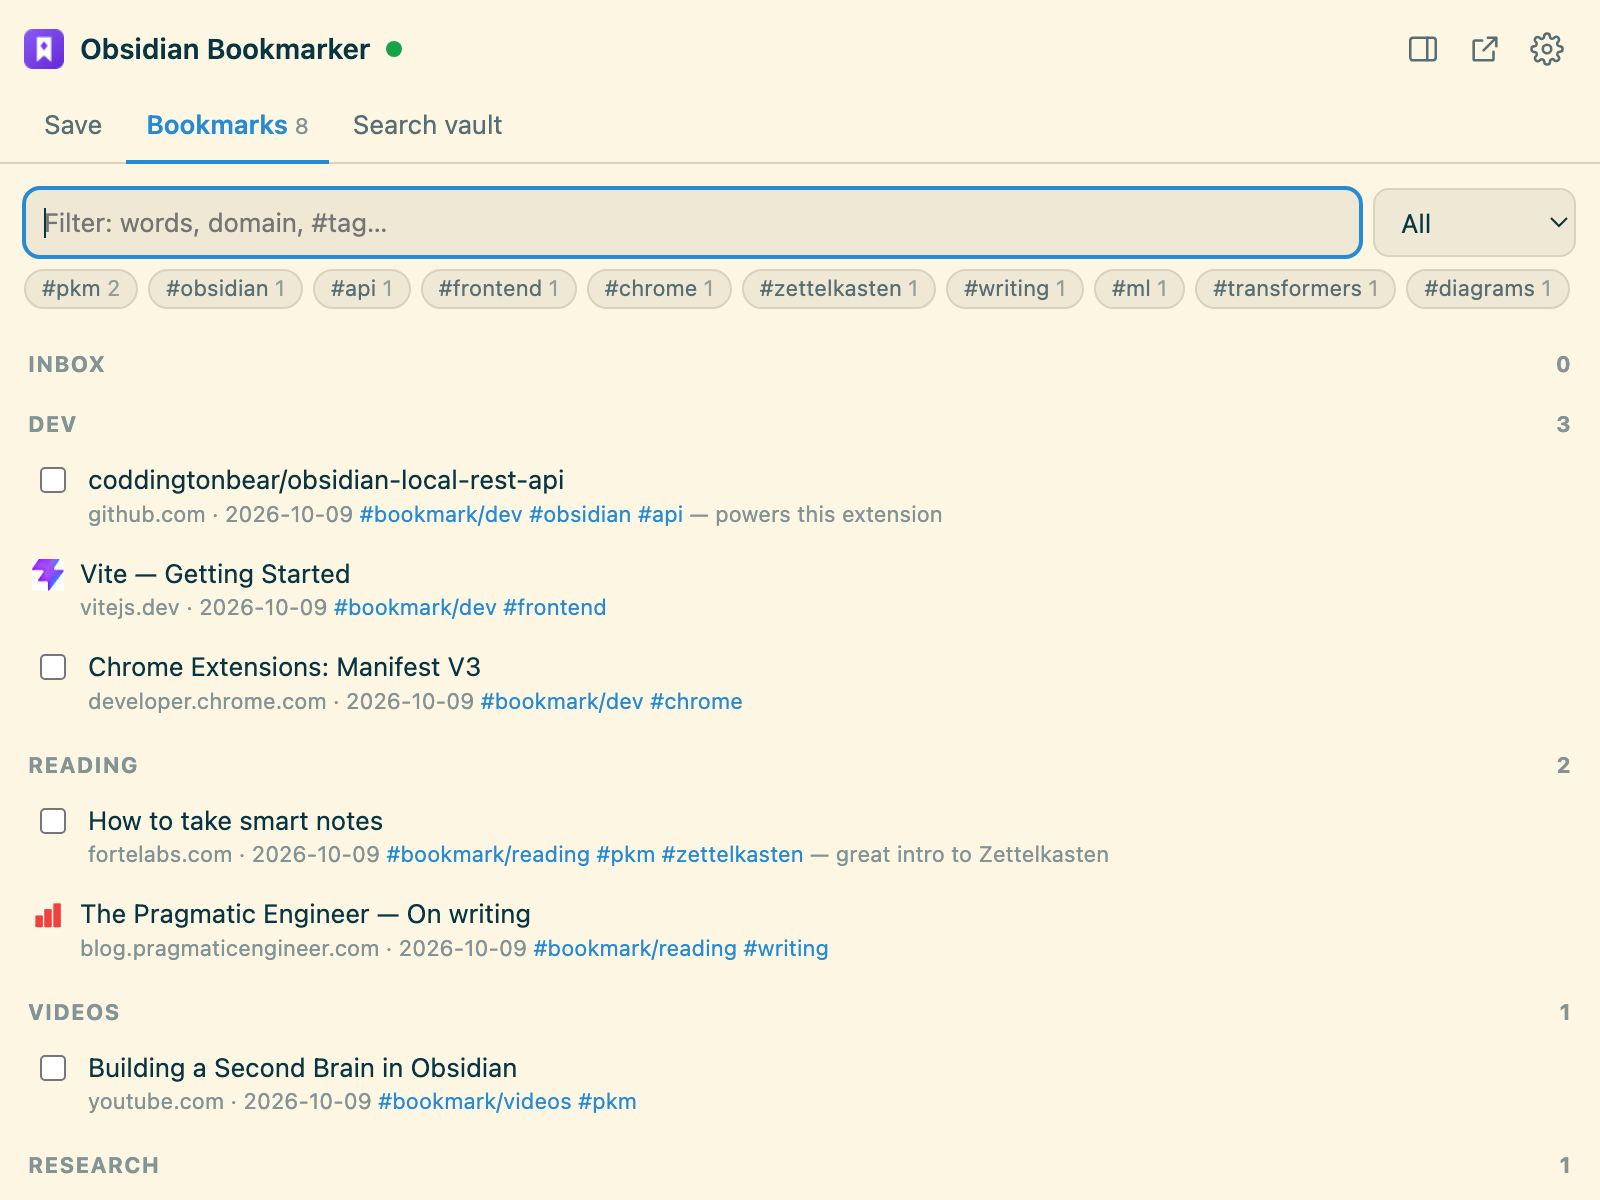 Obsidian Bookmarker
Save Bookmarks 8 Search vault
Filter: words, domain, #tag... All
#pkm 2 #obsidian 1 #api 1 #frontend 1 #chrome 1 #zettelkasten 1 #writing 1 #ml 1 #transformers 1 #diagrams 1
INBOX 0
DEV 3
coddingtonbear/obsidian-local-rest-api
github.com · 2026-10-09 #bookmark/dev #obsidian #api — powers this extension
Vite — Getting Started
vitejs.dev · 2026-10-09 #bookmark/dev #frontend
Chrome Extensions: Manifest V3
developer.chrome.com · 2026-10-09 #bookmark/dev #chrome
READING 2
How to take smart notes
fortelabs.com · 2026-10-09 #bookmark/reading #pkm #zettelkasten — great intro to Zettelkasten
The Pragmatic Engineer — On writing
blog.pragmaticengineer.com · 2026-10-09 #bookmark/reading #writing
VIDEOS 1
Building a Second Brain in Obsidian
youtube.com · 2026-10-09 #bookmark/videos #pkm
RESEARCH 1